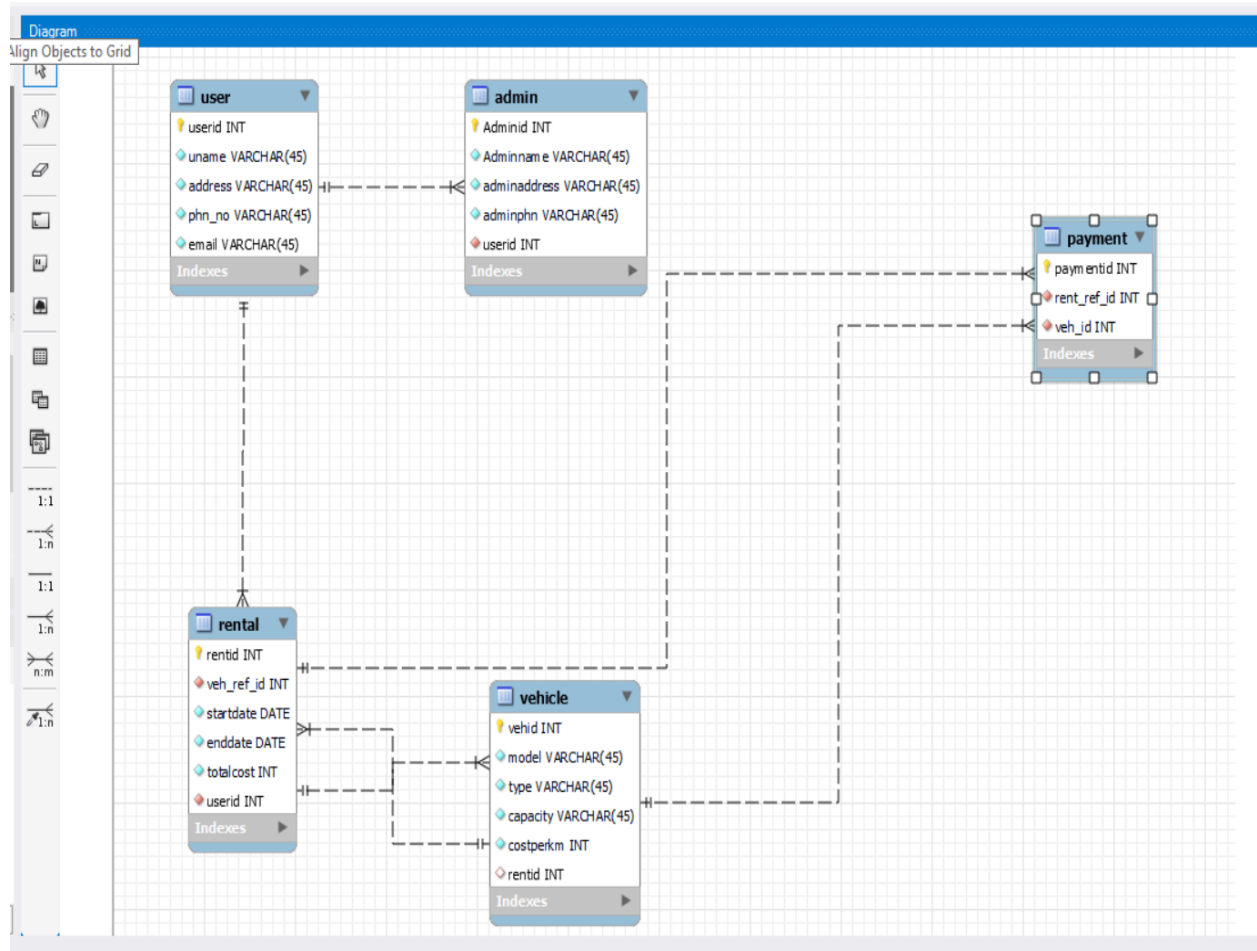 Diagram
Align Objects to Grid
user
userid INT
uname VARCHAR(45)
address VARCHAR(45)
phn_no VARCHAR(45)
email VARCHAR(45)
Indexes
admin
Adminid INT
Adminname VARCHAR(45)
adminaddress VARCHAR(45)
adminphn VARCHAR(45)
userid INT
Indexes
payment
paymentid INT
rent_ref_id INT
veh_id INT
Indexes
1:1
1:n
1:1
1:n
n:m
1:n
rental
rentid INT
veh_ref_id INT
startdate DATE
enddate DATE
totalcost INT
userid INT
Indexes
vehicle
vehid INT
model VARCHAR(45)
type VARCHAR(45)
capacity VARCHAR(45)
costperkm INT
rentid INT
Indexes